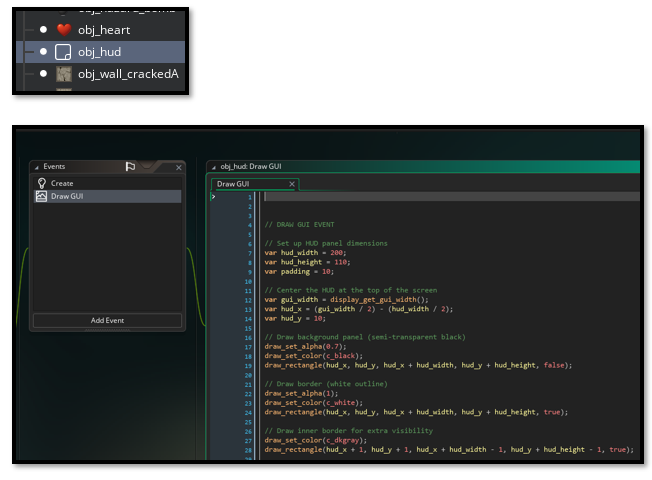 obj_hazard_bomb
obj_heart
obj_hud
obj_wall_crackedA
Events
Create
Draw GUI
Add Event
obj_hud: Draw GUI
Draw GUI
1
2
3
4 // DRAW GUI EVENT
5
6 // Set up HUD panel dimensions
7 var hud_width = 200;
8 var hud_height = 110;
9 var padding = 10;
10
11 // Center the HUD at the top of the screen
12 var gui_width = display_get_gui_width();
13 var hud_x = (gui_width / 2) - (hud_width / 2);
14 var hud_y = 10;
15
16 // Draw background panel (semi-transparent black)
17 draw_set_alpha(0.7);
18 draw_set_color(c_black);
19 draw_rectangle(hud_x, hud_y, hud_x + hud_width, hud_y + hud_height, false);
20
21 // Draw border (white outline)
22 draw_set_alpha(1);
23 draw_set_color(c_white);
24 draw_rectangle(hud_x, hud_y, hud_x + hud_width, hud_y + hud_height, true);
25
26 // Draw inner border for extra visibility
27 draw_set_color(c_dkgray);
28 draw_rectangle(hud_x + 1, hud_y + 1, hud_x + hud_width - 1, hud_y + hud_height - 1, true);